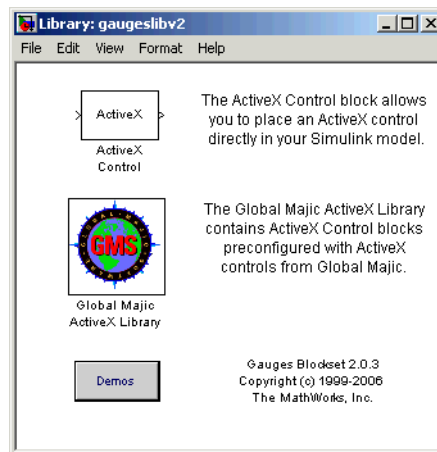 Library: gaugeslibv2
File Edit View Format Help
ActiveX
ActiveX
Control
The ActiveX Control block allows
you to place an ActiveX control
directly in your Simulink model.
GLOBAL MAJIC SOFTWARE
GMS
Global Majic
ActiveX Library
The Global Majic ActiveX Library
contains ActiveX Control blocks
preconfigured with ActiveX
controls from Global Majic.
Demos
Gauges Blockset 2.0.3
Copyright (c) 1999-2006
The MathWorks, Inc.